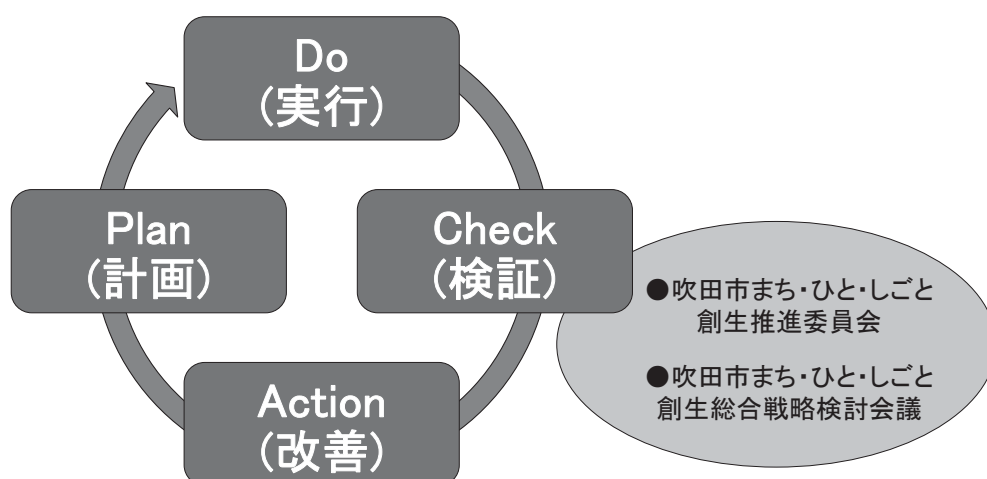 Do
(実行)
Plan
(計画)
Check
(検証)
●吹田市まち・ひと・しごと
創生推進委員会
●吹田市まち・ひと・しごと
創生総合戦略検討会議
Action
(改善)